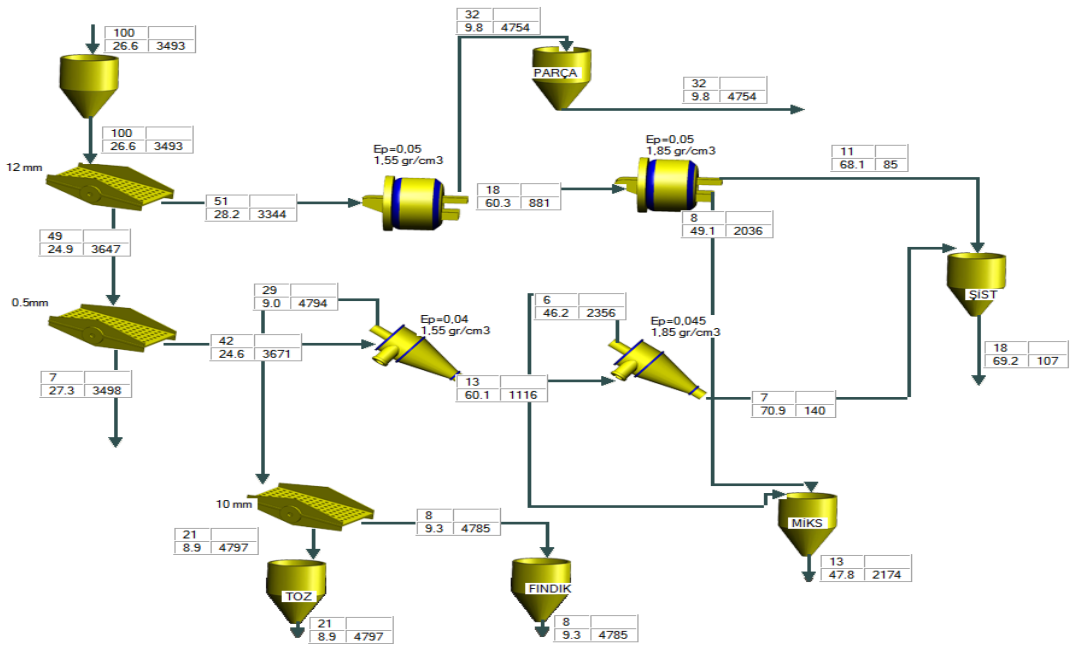 32
9.8 4754
100
26.6 3493
PARÇA
32
9.8 4754
100
26.6 3493
Ep=0,05
1,55 gr/cm3
Ep=0,05
1,85 gr/cm3
11
68.1 85
12 mm
18
60.3 881
51
28.2 3344
8
49.1 2036
49
24.9 3647
29
9.0 4794
6
46.2 2356
ŞİST
0.5mm
Ep=0,04
1,55 gr/cm3
Ep=0,045
1,85 gr/cm3
42
24.6 3671
18
69.2 107
7
27.3 3498
13
60.1 1116
7
70.9 140
10 mm
8
9.3 4785
MİKS
21
8.9 4797
13
47.8 2174
TOZ
FINDIK
21
8.9 4797
8
9.3 4785